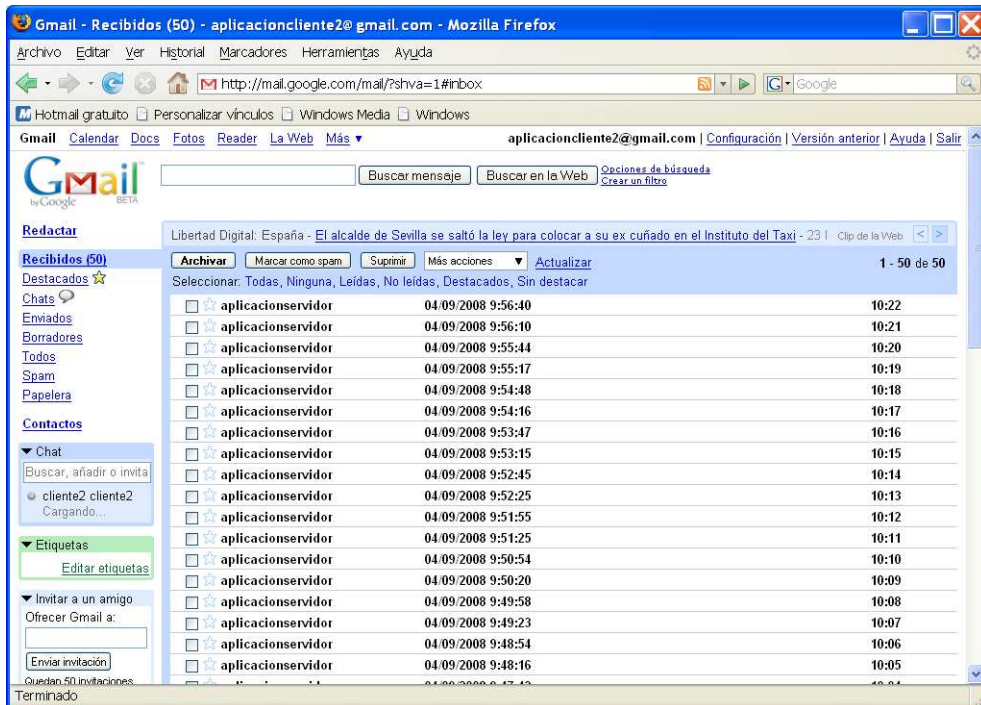 Gmail - Recibidos (50) - aplicacioncliente2@gmail.com - Mozilla Firefox
Archivo Editar Ver Historial Marcadores Herramientas Ayuda
http://mail.google.com/mail/?shva=1#inbox
G Google
Hotmail gratuito Personalizar vínculos Windows Media Windows
Gmail Calendar Docs Fotos Reader La Web Más ▼ aplicacioncliente2@gmail.com | Configuración | Versión anterior | Ayuda | Salir
Gmail
by Google BETA
Buscar mensaje Buscar en la Web Opciones de búsqueda
Crear un filtro
Redactar
Recibidos (50)
Destacados
Chats
Enviados
Borradores
Todos
Spam
Papelera
Contactos
▼ Chat
Buscar, añadir o invita
cliente2 cliente2
Cargando...
▼ Etiquetas
Editar etiquetas
▼ Invitar a un amigo
Ofrecer Gmail a:
Enviar invitación
Quedan 50 invitaciones
Libertad Digital: España - El alcalde de Sevilla se saltó la ley para colocar a su ex cuñado en el Instituto del Taxi - 23 Clip de la Web < >
Archivar Marcar como spam Suprimir Más acciones ▼ Actualizar 1 - 50 de 50
Seleccionar: Todas, Ninguna, Leídas, No leídas, Destacados, Sin destacar
aplicacionservidor 04/09/2008 9:56:40 10:22
aplicacionservidor 04/09/2008 9:56:10 10:21
aplicacionservidor 04/09/2008 9:55:44 10:20
aplicacionservidor 04/09/2008 9:55:17 10:19
aplicacionservidor 04/09/2008 9:54:48 10:18
aplicacionservidor 04/09/2008 9:54:16 10:17
aplicacionservidor 04/09/2008 9:53:47 10:16
aplicacionservidor 04/09/2008 9:53:15 10:15
aplicacionservidor 04/09/2008 9:52:45 10:14
aplicacionservidor 04/09/2008 9:52:25 10:13
aplicacionservidor 04/09/2008 9:51:55 10:12
aplicacionservidor 04/09/2008 9:51:25 10:11
aplicacionservidor 04/09/2008 9:50:54 10:10
aplicacionservidor 04/09/2008 9:50:20 10:09
aplicacionservidor 04/09/2008 9:49:58 10:08
aplicacionservidor 04/09/2008 9:49:23 10:07
aplicacionservidor 04/09/2008 9:48:54 10:06
aplicacionservidor 04/09/2008 9:48:16 10:05
Terminado